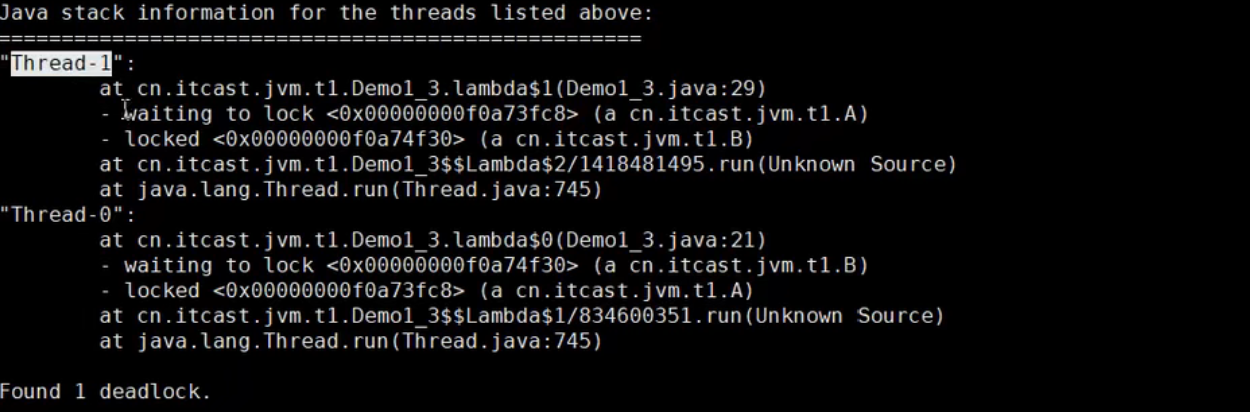 Java stack information for the threads listed above:
===================================================
"Thread-1":
        at cn.itcast.jvm.t1.Demo1_3.lambda$1(Demo1_3.java:29)
        - waiting to lock <0x00000000f0a73fc8> (a cn.itcast.jvm.t1.A)
        - locked <0x00000000f0a74f30> (a cn.itcast.jvm.t1.B)
        at cn.itcast.jvm.t1.Demo1_3$$Lambda$2/1418481495.run(Unknown Source)
        at java.lang.Thread.run(Thread.java:745)
"Thread-0":
        at cn.itcast.jvm.t1.Demo1_3.lambda$0(Demo1_3.java:21)
        - waiting to lock <0x00000000f0a74f30> (a cn.itcast.jvm.t1.B)
        - locked <0x00000000f0a73fc8> (a cn.itcast.jvm.t1.A)
        at cn.itcast.jvm.t1.Demo1_3$$Lambda$1/834600351.run(Unknown Source)
        at java.lang.Thread.run(Thread.java:745)
Found 1 deadlock.